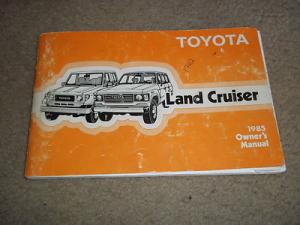 TOYOTA
Land Cruiser
1985
Owner's
Manual